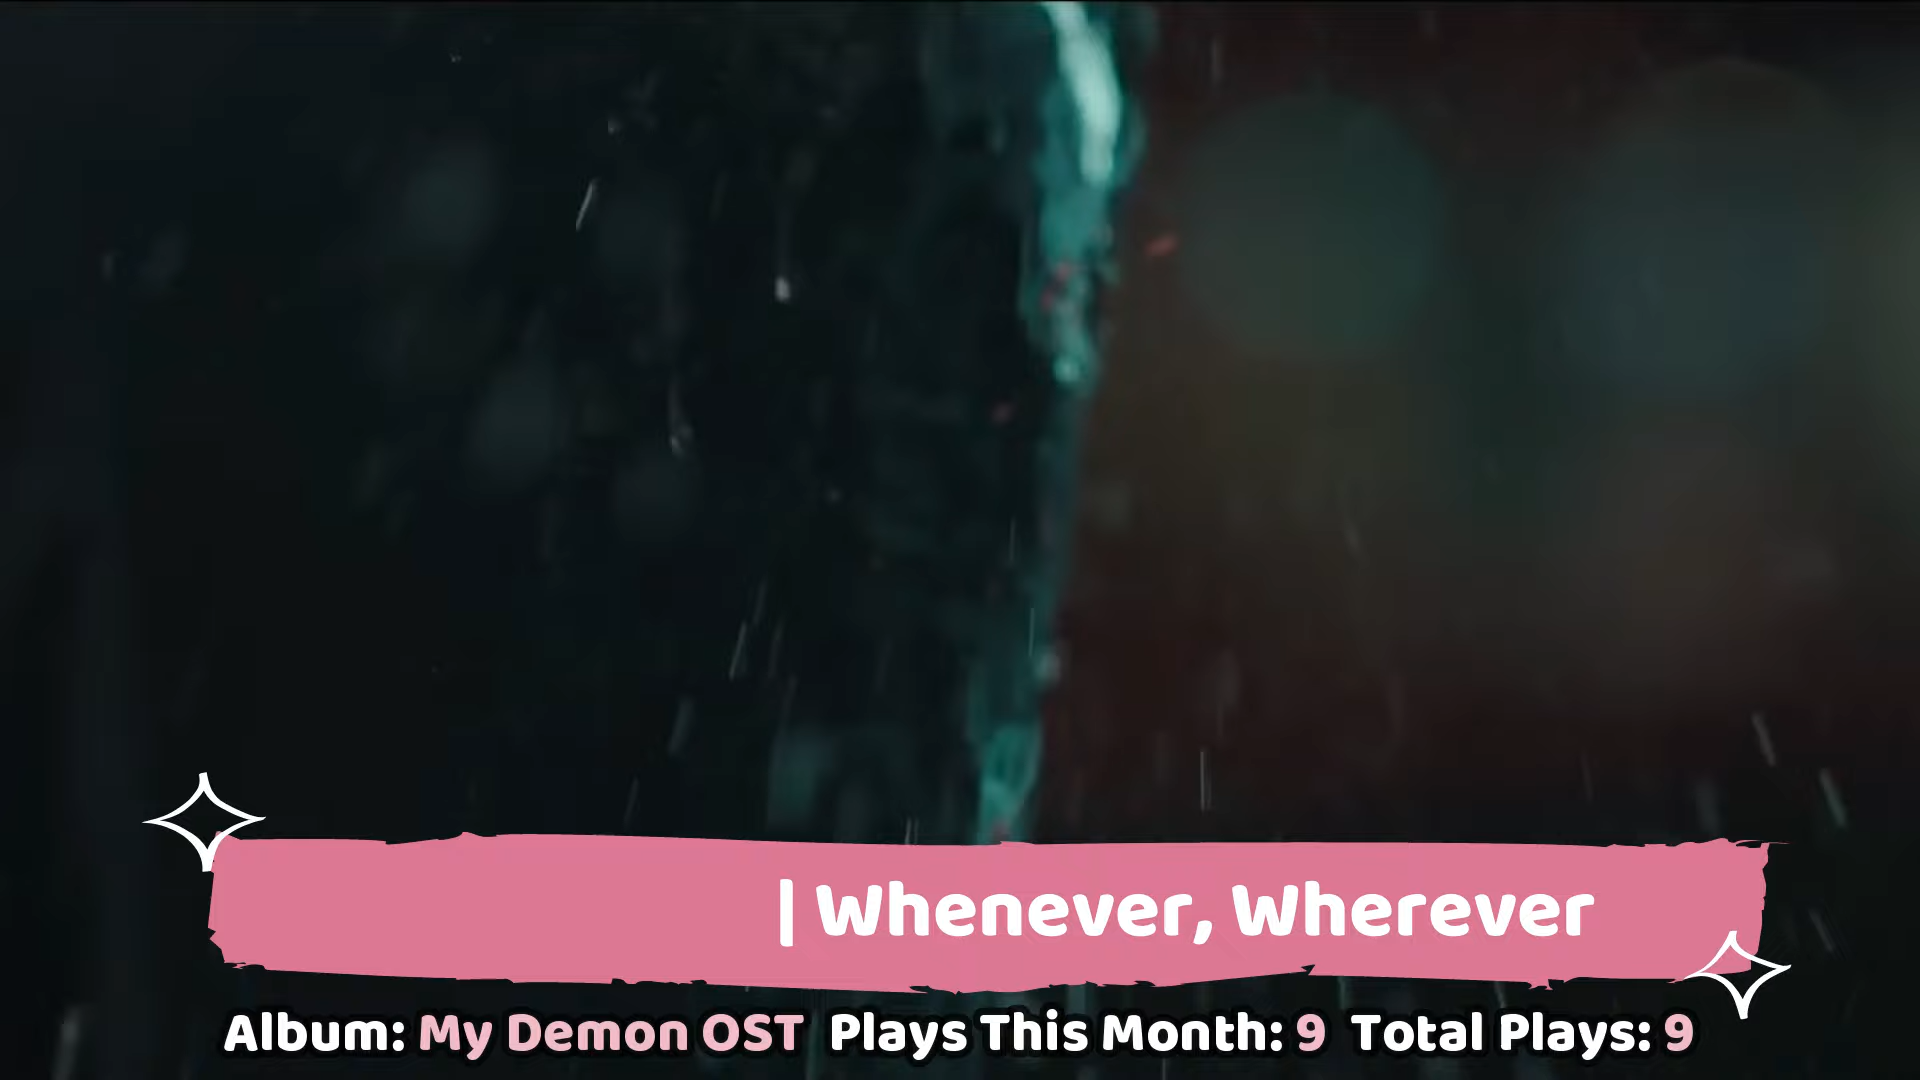 | Whenever, Wherever
Album: My Demon OST Plays This Month: 9 Total Plays: 9